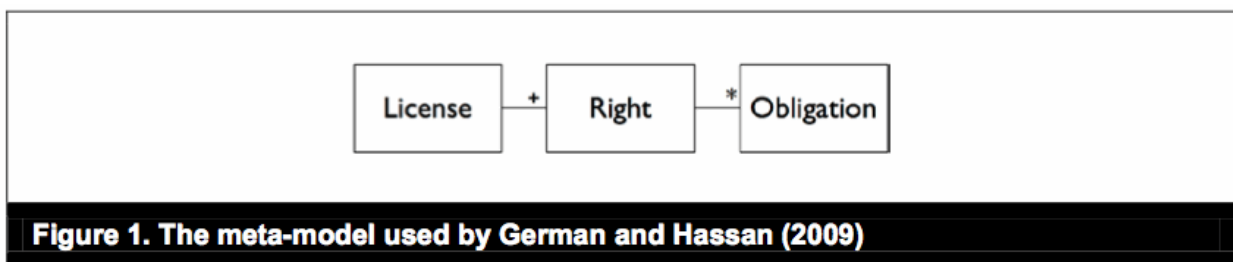 License + Right * Obligation
Figure 1. The meta-model used by German and Hassan (2009)